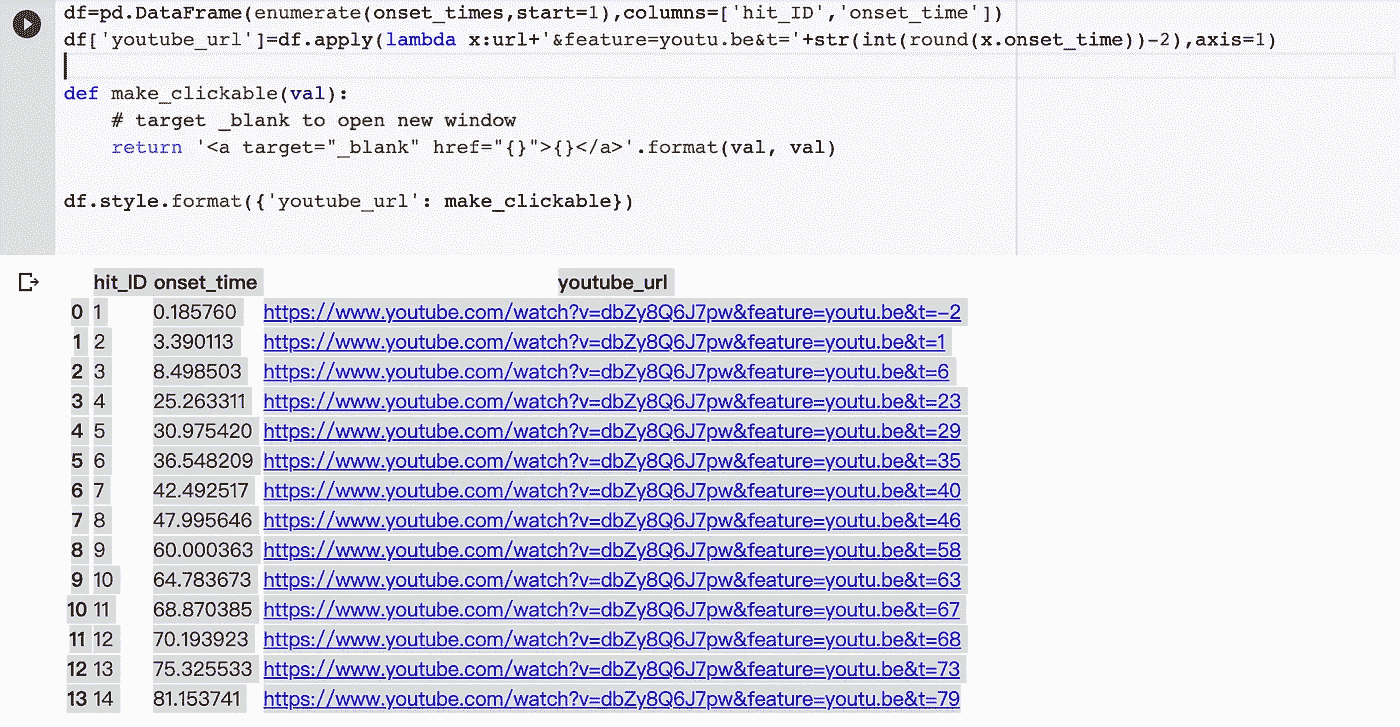 df=pd.DataFrame(enumerate(onset_times,start=1),columns=['hit_ID','onset_time'])
df['youtube_url']=df.apply(lambda x:url+'&feature=youtu.be&t='+str(int(round(x.onset_time))-2),axis=1)
def make_clickable(val):
    # target _blank to open new window
    return '<a target="_blank" href="{}">{}</a>'.format(val, val)
df.style.format({'youtube_url': make_clickable})
hit_ID onset_time youtube_url
0 1 0.185760 https://www.youtube.com/watch?v=dbZy8Q6J7pw&feature=youtu.be&t=-2
1 2 3.390113 https://www.youtube.com/watch?v=dbZy8Q6J7pw&feature=youtu.be&t=1
2 3 8.498503 https://www.youtube.com/watch?v=dbZy8Q6J7pw&feature=youtu.be&t=6
3 4 25.263311 https://www.youtube.com/watch?v=dbZy8Q6J7pw&feature=youtu.be&t=23
4 5 30.975420 https://www.youtube.com/watch?v=dbZy8Q6J7pw&feature=youtu.be&t=29
5 6 36.548209 https://www.youtube.com/watch?v=dbZy8Q6J7pw&feature=youtu.be&t=35
6 7 42.492517 https://www.youtube.com/watch?v=dbZy8Q6J7pw&feature=youtu.be&t=40
7 8 47.995646 https://www.youtube.com/watch?v=dbZy8Q6J7pw&feature=youtu.be&t=46
8 9 60.000363 https://www.youtube.com/watch?v=dbZy8Q6J7pw&feature=youtu.be&t=58
9 10 64.783673 https://www.youtube.com/watch?v=dbZy8Q6J7pw&feature=youtu.be&t=63
10 11 68.870385 https://www.youtube.com/watch?v=dbZy8Q6J7pw&feature=youtu.be&t=67
11 12 70.193923 https://www.youtube.com/watch?v=dbZy8Q6J7pw&feature=youtu.be&t=68
12 13 75.325533 https://www.youtube.com/watch?v=dbZy8Q6J7pw&feature=youtu.be&t=73
13 14 81.153741 https://www.youtube.com/watch?v=dbZy8Q6J7pw&feature=youtu.be&t=79